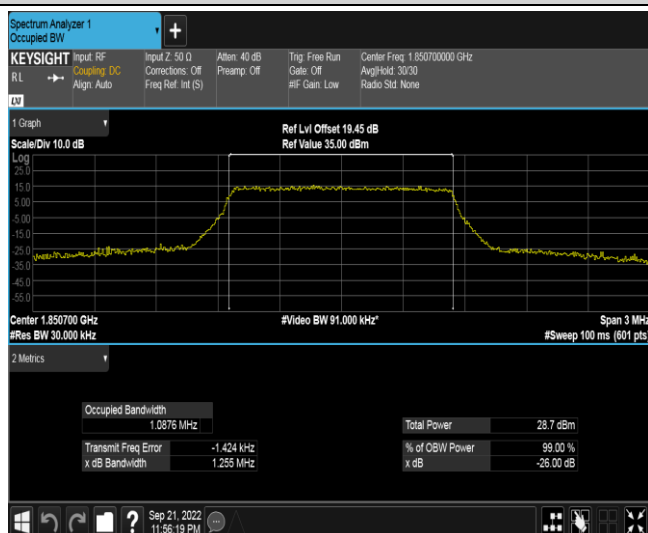 Spectrum Analyzer 1
Occupied BW
+
KEYSIGHT
R L
LXI
Input: RF
Coupling: DC
Align: Auto
Input Z: 50 Ω
Corrections: Off
Freq Ref: Int (S)
Atten: 40 dB
Preamp: Off
Trig: Free Run
Gate: Off
#IF Gain: Low
Center Freq: 1.850700000 GHz
Avg|Hold: 30/30
Radio Std: None
1 Graph
Scale/Div 10.0 dB
Ref Lvl Offset 19.45 dB
Ref Value 35.00 dBm
Log
25.0
15.0
5.00
-5.00
-15.0
-25.0
-35.0
-45.0
-55.0
Center 1.850700 GHz
#Video BW 91.000 kHz*
Span 3 MHz
#Res BW 30.000 kHz
#Sweep 100 ms (601 pts)
2 Metrics
Occupied Bandwidth
1.0876 MHz
Total Power 28.7 dBm
Transmit Freq Error -1.424 kHz
% of OBW Power 99.00 %
x dB Bandwidth 1.255 MHz
x dB -26.00 dB
?
Sep 21, 2022
11:56:19 PM